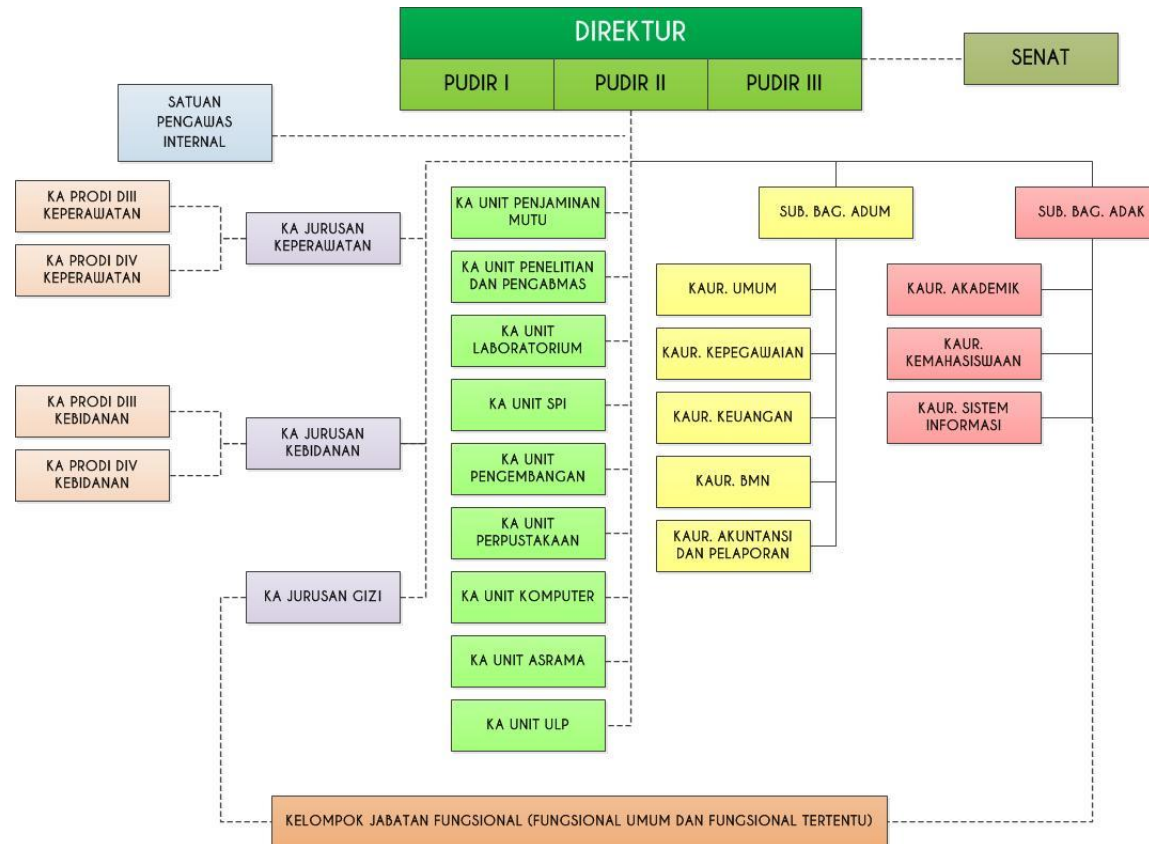 DIREKTUR
SENAT
PUDIR I
PUDIR II
PUDIR III
SATUAN
PENGAWAS
INTERNAL
KA PRODI DIII
KEPERAWATAN
KA PRODI DIV
KEPERAWATAN
KA JURUSAN
KEPERAWATAN
KA PRODI DIII
KEBIDANAN
KA PRODI DIV
KEBIDANAN
KA JURUSAN
KEBIDANAN
KA JURUSAN GIZI
KA UNIT PENJAMINAN
MUTU
KA UNIT PENELITIAN
DAN PENGABMAS
KA UNIT
LABORATORIUM
KA UNIT SPI
KA UNIT
PENGEMBANGAN
KA UNIT
PERPUSTAKAAN
KA UNIT KOMPUTER
KA UNIT ASRAMA
KA UNIT ULP
SUB. BAG. ADUM
KAUR. UMUM
KAUR. KEPEGAWAIAN
KAUR. KEUANGAN
KAUR. BMN
KAUR. AKUNTANSI
DAN PELAPORAN
SUB. BAG. ADAK
KAUR. AKADEMIK
KAUR.
KEMAHASISWAAN
KAUR. SISTEM
INFORMASI
KELOMPOK JABATAN FUNGSIONAL (FUNGSIONAL UMUM DAN FUNGSIONAL TERTENTU)